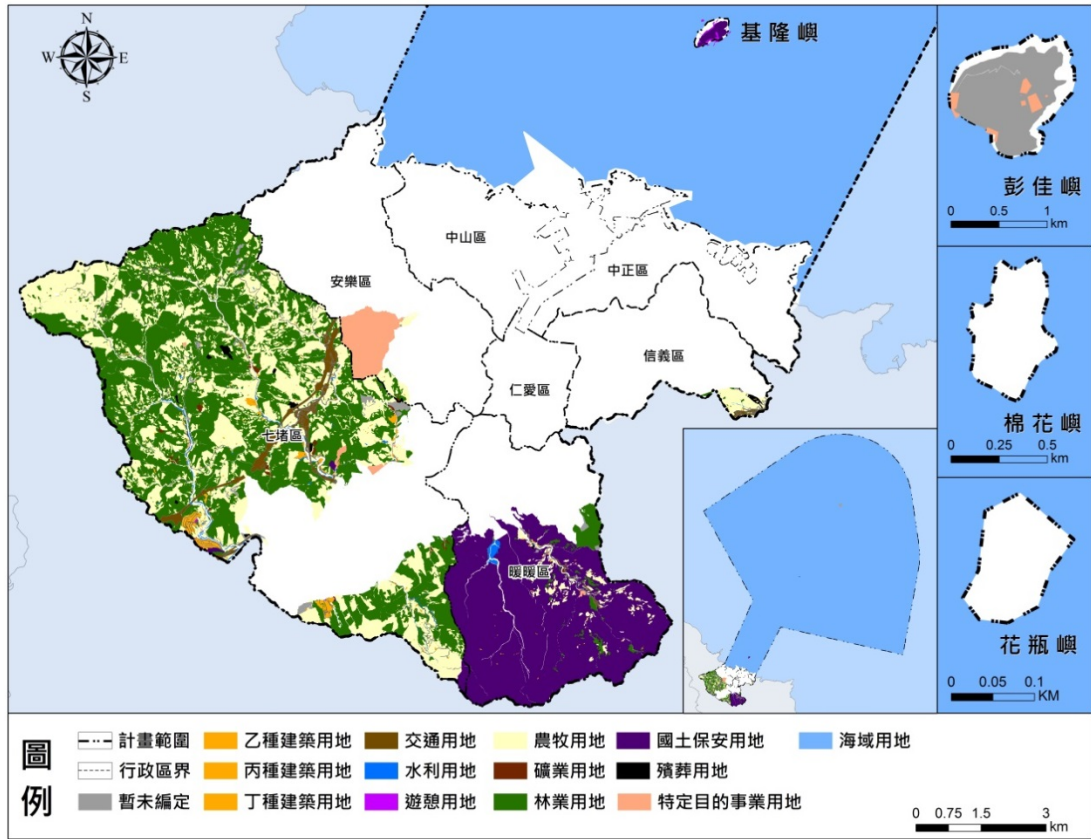 N
W E
S
基隆嶼
彭佳嶼
0 0.5 1
km
中山區
中正區
安樂區
信義區
仁愛區
七堵區
暖暖區
棉花嶼
0 0.25 0.5
km
花瓶嶼
0 0.05 0.1
KM
圖例
計畫範圍 乙種建築用地 交通用地 農牧用地 國土保安用地 海域用地
行政區界 丙種建築用地 水利用地 礦業用地 殯葬用地
暫未編定 丁種建築用地 遊憩用地 林業用地 特定目的事業用地
0 0.75 1.5 3
km